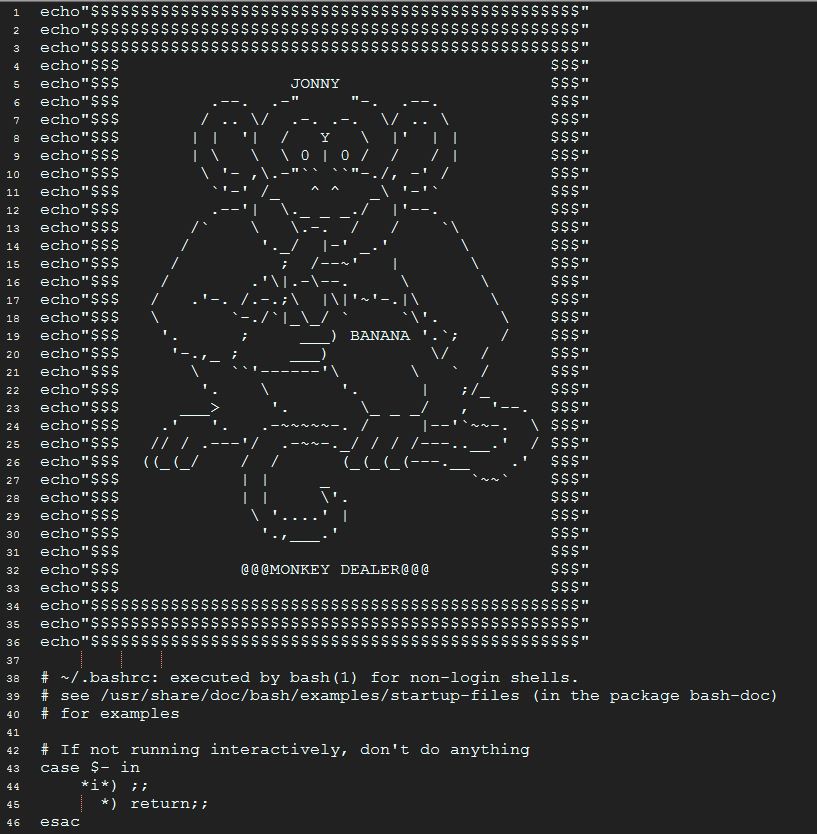 1 echo"$$$$$$$$$$$$$$$$$$$$$$$$$$$$$$$$$$$$$$$$$$$$$$$$$"
2 echo"$$$$$$$$$$$$$$$$$$$$$$$$$$$$$$$$$$$$$$$$$$$$$$$$$"
3 echo"$$$$$$$$$$$$$$$$$$$$$$$$$$$$$$$$$$$$$$$$$$$$$$$$$"
4 echo"$$$                                           $$$"
5 echo"$$$                 JONNY                     $$$"
6 echo"$$$         .--.  .-"     "-.  .--.           $$$"
7 echo"$$$        / .. \/  .-. .-.  \/ .. \          $$$"
8 echo"$$$       | |  '|  /   Y   \  |'  | |         $$$"
9 echo"$$$       | \   \  \ 0 | 0 /  /   / |         $$$"
10 echo"$$$        \ '- ,\.-"`` ``"-./, -' /          $$$"
11 echo"$$$         `'-' /_   ^ ^   _\ '-'`           $$$"
12 echo"$$$         .--'|  \._ _ _./  |'--.           $$$"
13 echo"$$$       /`    \   \.-.  /   /    `\         $$$"
14 echo"$$$      /       '._/  |-' _.'       \        $$$"
15 echo"$$$     /          ;  /--~'   |       \       $$$"
16 echo"$$$    /        .'\|.-\--.     \       \      $$$"
17 echo"$$$   /   .'-. /.-.;\  |\|'~'-.|\       \     $$$"
18 echo"$$$   \       `-./`|_\_/ `     `\'.      \    $$$"
19 echo"$$$    '.      ;     ___) BANANA '.`;    /    $$$"
20 echo"$$$     '-.,_ ;     ___)          \/   /      $$$"
21 echo"$$$       \   ``'------'\       \   `  /      $$$"
22 echo"$$$        '.    \       '.      |   ;/_      $$$"
23 echo"$$$      ___>     '.       \_ _ _/   ,  '--.  $$$"
24 echo"$$$    .'   '.   .-~~~~~-. /     |--'`~~-.  \ $$$"
25 echo"$$$   // / .---'/  .-~~-._/ / / /---..__.'  / $$$"
26 echo"$$$  ((_(_/    /  /      (_(_(_(---.__    .'  $$$"
27 echo"$$$            | |     _              `~~`    $$$"
28 echo"$$$            | |     \'.                    $$$"
29 echo"$$$             \ '....' |                    $$$"
30 echo"$$$              '.,___.'                     $$$"
31 echo"$$$                                           $$$"
32 echo"$$$            @@@MONKEY DEALER@@@            $$$"
33 echo"$$$                                           $$$"
34 echo"$$$$$$$$$$$$$$$$$$$$$$$$$$$$$$$$$$$$$$$$$$$$$$$$$"
35 echo"$$$$$$$$$$$$$$$$$$$$$$$$$$$$$$$$$$$$$$$$$$$$$$$$$"
36 echo"$$$$$$$$$$$$$$$$$$$$$$$$$$$$$$$$$$$$$$$$$$$$$$$$$"
37
38 # ~/.bashrc: executed by bash(1) for non-login shells.
39 # see /usr/share/doc/bash/examples/startup-files (in the package bash-doc)
40 # for examples
41
42 # If not running interactively, don't do anything
43 case $- in
44     *i*) ;;
45       *) return;;
46 esac